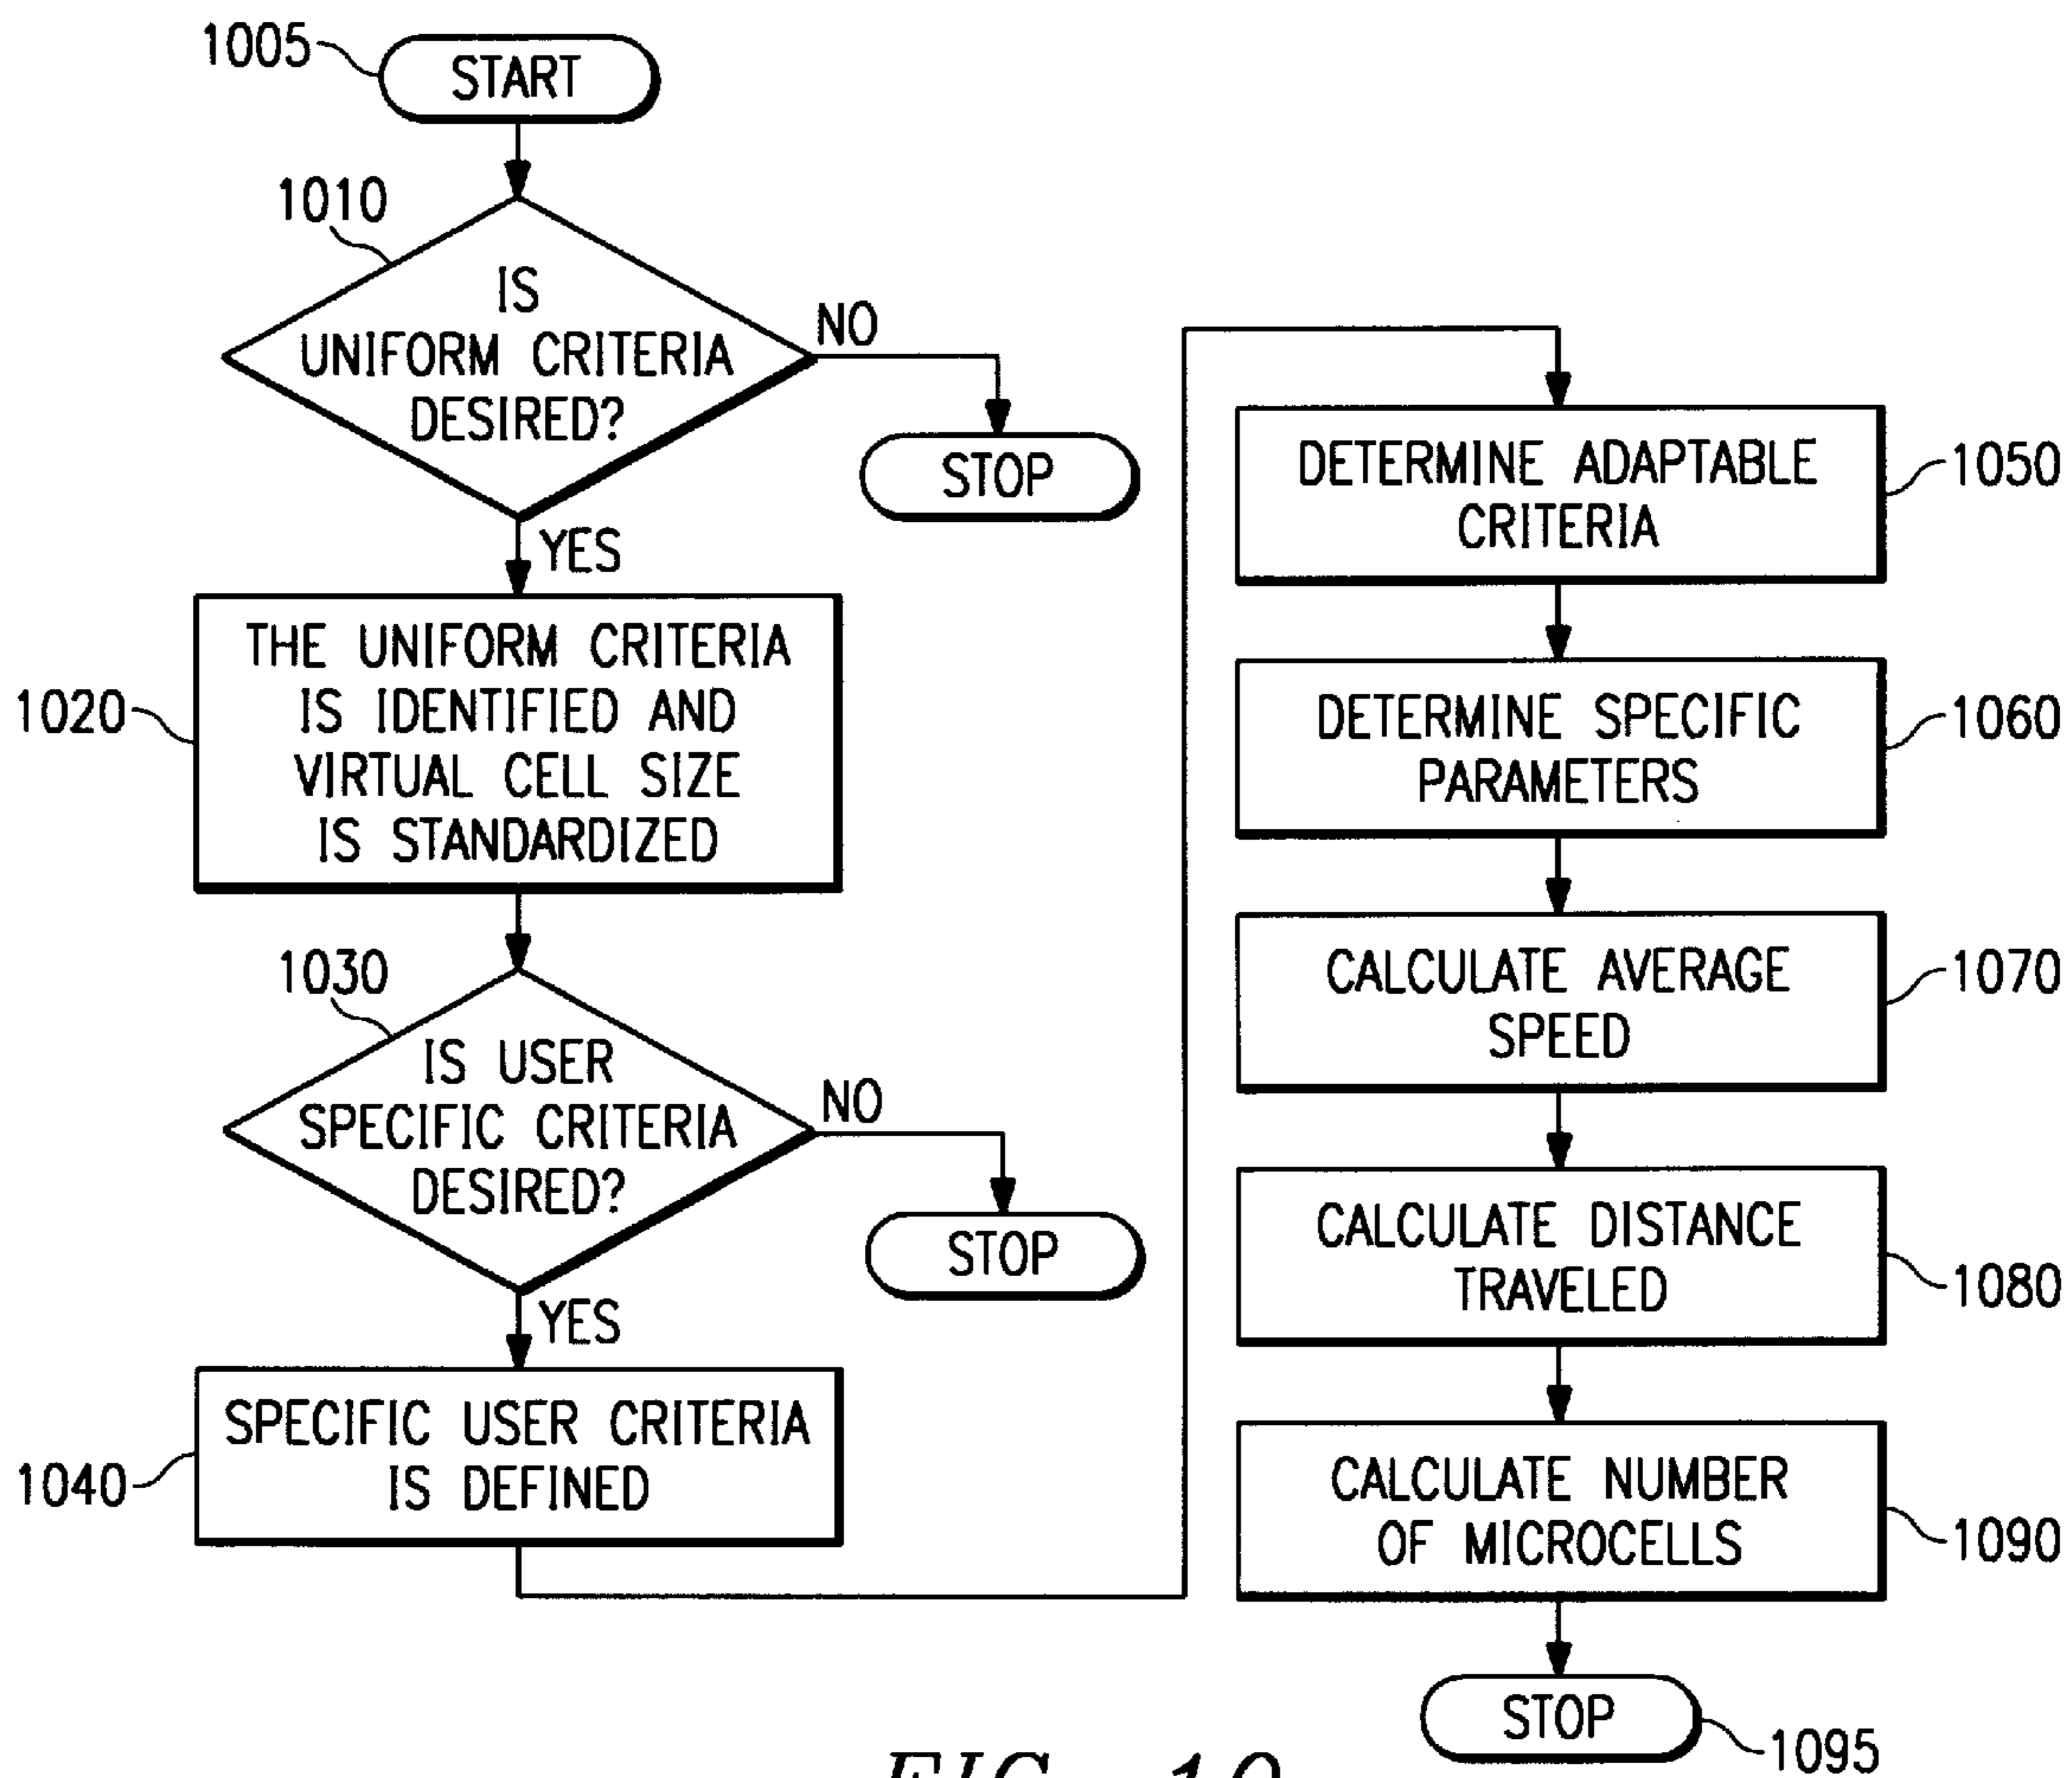 1005
START
1010
IS
UNIFORM CRITERIA
DESIRED?
NO
STOP
YES
1020
THE UNIFORM CRITERIA
IS IDENTIFIED AND
VIRTUAL CELL SIZE
IS STANDARDIZED
1030
IS USER
SPECIFIC CRITERIA
DESIRED?
NO
STOP
YES
1040
SPECIFIC USER CRITERIA
IS DEFINED
DETERMINE ADAPTABLE
CRITERIA
1050
DETERMINE SPECIFIC
PARAMETERS
1060
CALCULATE AVERAGE
SPEED
1070
CALCULATE DISTANCE
TRAVELED
1080
CALCULATE NUMBER
OF MICROCELLS
1090
STOP
1095